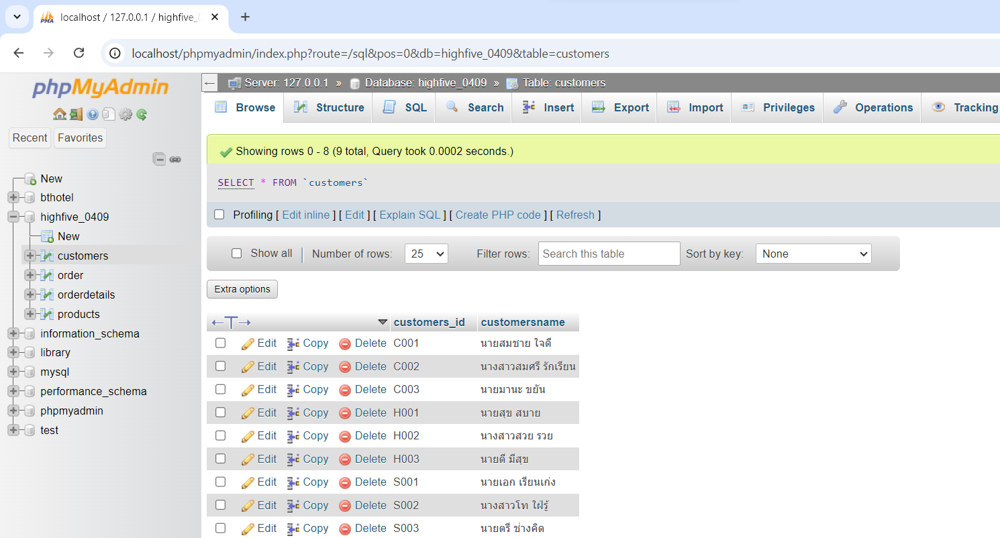 localhost / 127.0.0.1 / highfive_
localhost/phpmyadmin/index.php?route=/sql&pos=0&db=highfive_0409&table=customers
phpMyAdmin
Recent Favorites
New
bthotel
highfive_0409
New
customers
order
orderdetails
products
information_schema
library
mysql
performance_schema
phpmyadmin
test
Server: 127.0.0.1 » Database: highfive_0409 » Table: customers
Browse Structure SQL Search Insert Export Import Privileges Operations Tracking
Showing rows 0 - 8 (9 total, Query took 0.0002 seconds.)
SELECT * FROM `customers`
Profiling [ Edit inline ] [ Edit ] [ Explain SQL ] [ Create PHP code ] [ Refresh ]
Show all Number of rows: 25 Filter rows: Search this table Sort by key: None
Extra options
customers_id customersname
Edit Copy Delete C001 นายสมชาย ใจดี
Edit Copy Delete C002 นางสาวสมศรี รักเรียน
Edit Copy Delete C003 นายมานะ ขยัน
Edit Copy Delete H001 นายสุข สบาย
Edit Copy Delete H002 นางสาวสวย รวย
Edit Copy Delete H003 นายดี มีสุข
Edit Copy Delete S001 นายเอก เรียนเก่ง
Edit Copy Delete S002 นางสาวโท ใฝ่รู้
Edit Copy Delete S003 นายตรี ช่างคิด